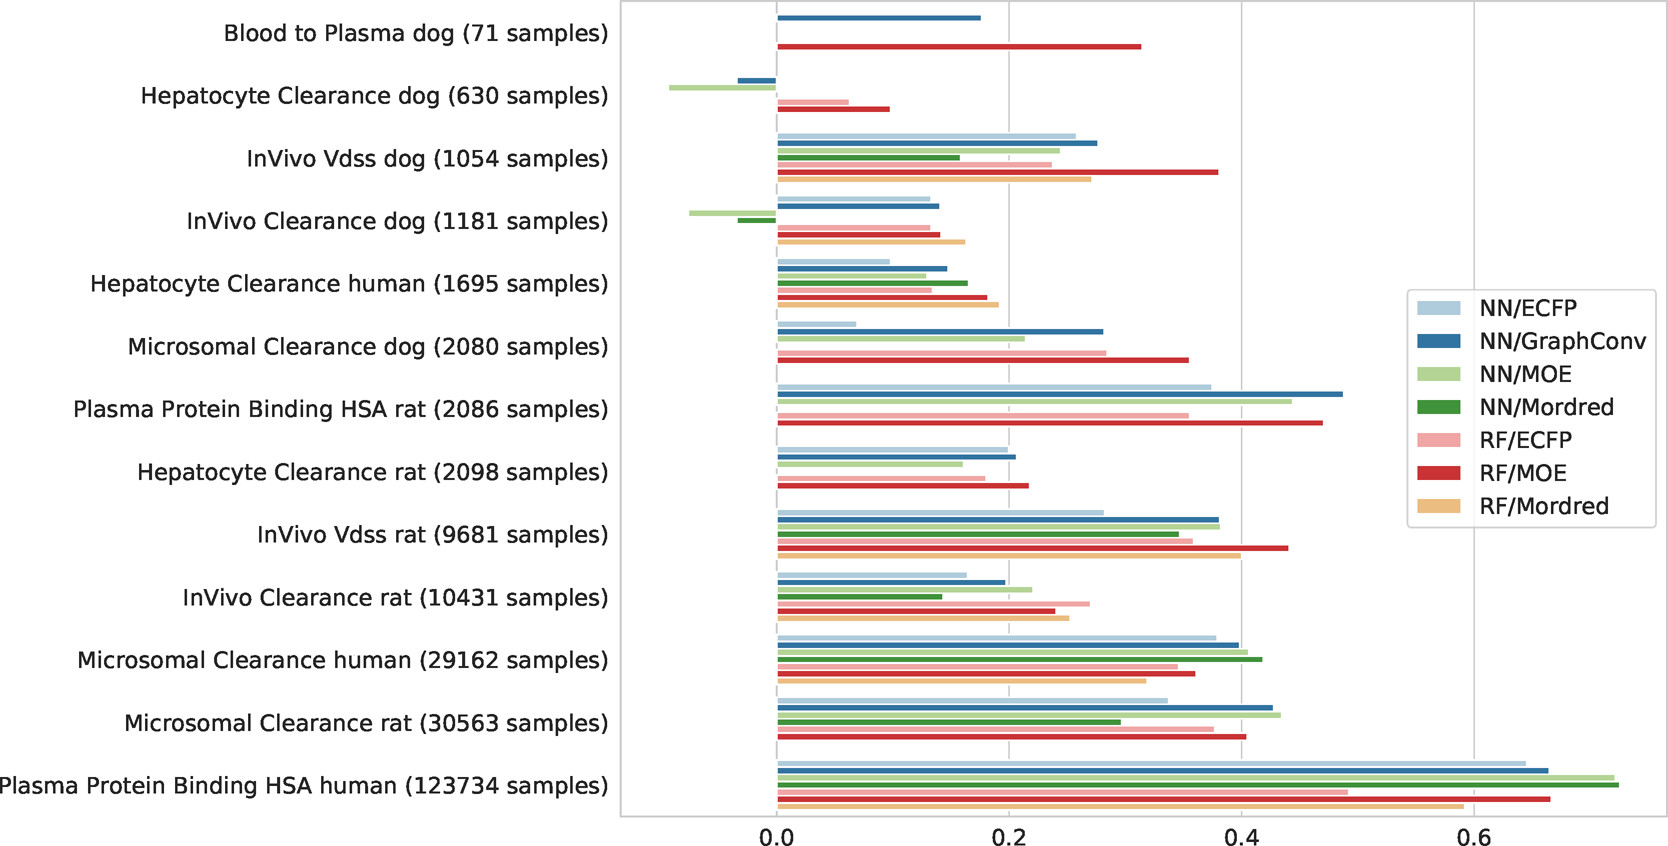 Blood to Plasma dog (71 samples)
Hepatocyte Clearance dog (630 samples)
InVivo Vdss dog (1054 samples)
InVivo Clearance dog (1181 samples)
Hepatocyte Clearance human (1695 samples)
Microsomal Clearance dog (2080 samples)
Plasma Protein Binding HSA rat (2086 samples)
Hepatocyte Clearance rat (2098 samples)
InVivo Vdss rat (9681 samples)
InVivo Clearance rat (10431 samples)
Microsomal Clearance human (29162 samples)
Microsomal Clearance rat (30563 samples)
Plasma Protein Binding HSA human (123734 samples)
NN/ECFP
NN/GraphConv
NN/MOE
NN/Mordred
RF/ECFP
RF/MOE
RF/Mordred
0.0 0.2 0.4 0.6